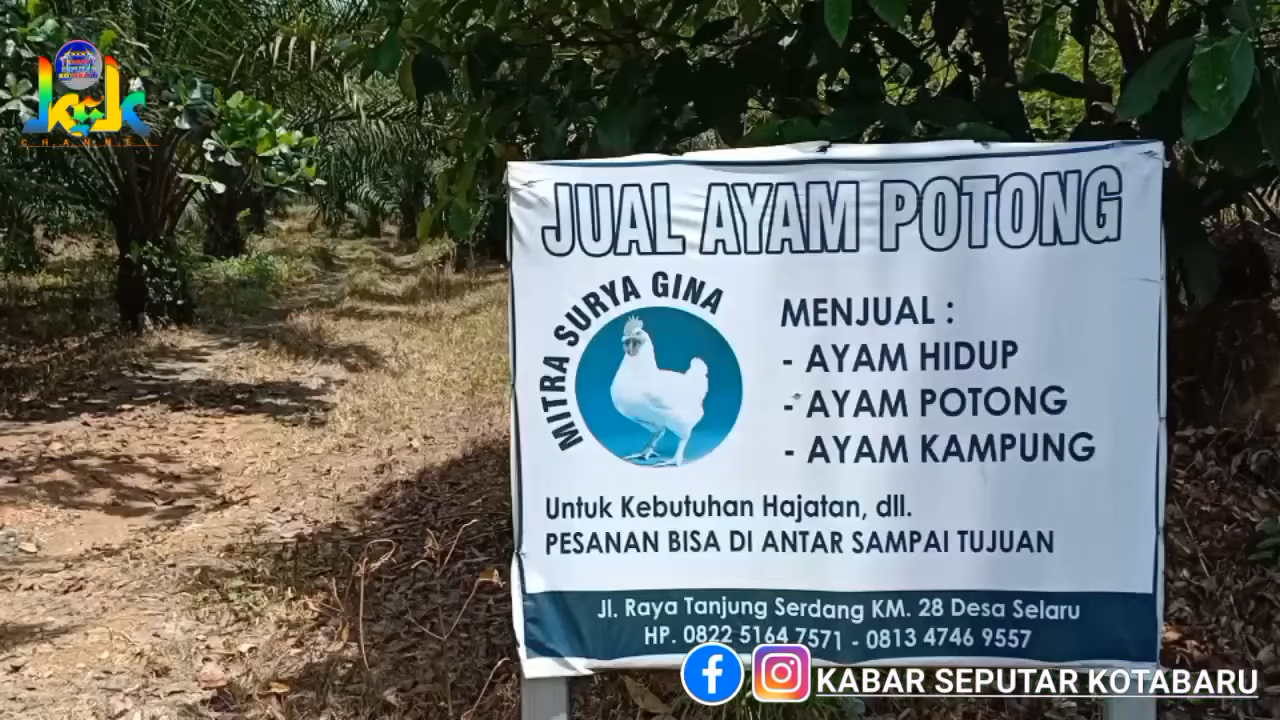 CHANNEL
JUAL AYAM POTONG
MITRA SURYA GINA
MENJUAL :
- AYAM HIDUP
- AYAM POTONG
- AYAM KAMPUNG
Untuk Kebutuhan Hajatan, dll.
PESANAN BISA DI ANTAR SAMPAI TUJUAN
Jl. Raya Tanjung Serdang KM. 28 Desa Selaru
HP. 0822 5164 7571 - 0813 4746 9557
KABAR SEPUTAR KOTABARU